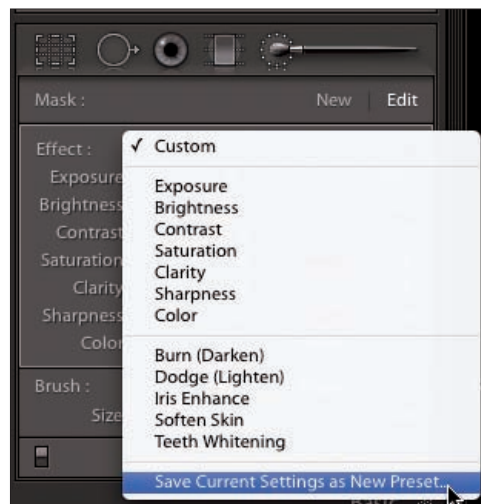 Mask : New Edit
Effect : ✓ Custom
Exposure
Brightness
Contrast
Saturation
Clarity
Sharpness
Color
Exposure
Brightness
Contrast
Saturation
Clarity
Sharpness
Color
Burn (Darken)
Dodge (Lighten)
Iris Enhance
Soften Skin
Teeth Whitening
Brush :
Size
Save Current Settings as New Preset...
Basic